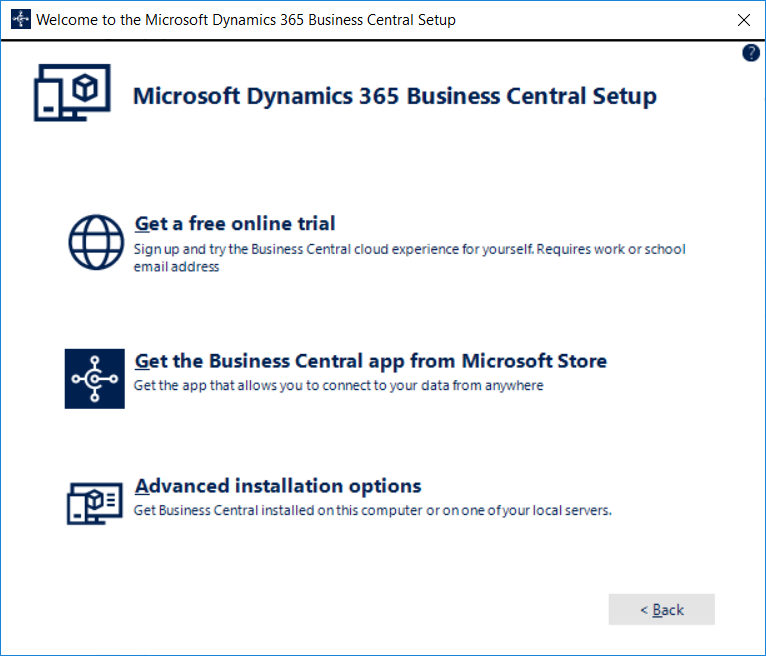 Welcome to the Microsoft Dynamics 365 Business Central Setup
?
Microsoft Dynamics 365 Business Central Setup
Get a free online trial
Sign up and try the Business Central cloud experience for yourself. Requires work or school
email address
Get the Business Central app from Microsoft Store
Get the app that allows you to connect to your data from anywhere
Advanced installation options
Get Business Central installed on this computer or on one of your local servers.
< Back